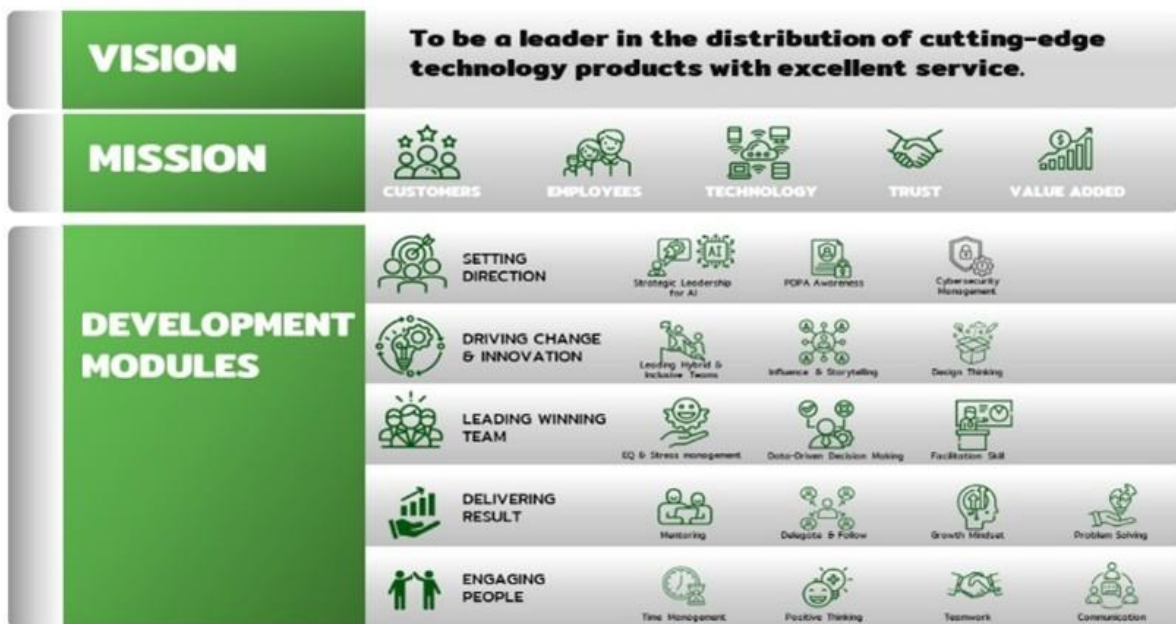 VISION
To be a leader in the distribution of cutting-edge
technology products with excellent service.
MISSION
CUSTOMERS
EMPLOYEES
TECHNOLOGY
TRUST
VALUE ADDED
DEVELOPMENT
MODULES
SETTING
DIRECTION
AI
Strategic Leadership
for AI
PDPA Awareness
Cybersecurity
Management
DRIVING CHANGE
& INNOVATION
Leading Hybrid &
Inclusive Teams
Influence & Storytelling
Design Thinking
LEADING WINNING
TEAM
EQ & Stress management
Data-Driven Decision Making
Facilitation Skill
DELIVERING
RESULT
Mentoring
Delegate & Follow
Growth Mindset
Problem Solving
ENGAGING
PEOPLE
Time Management
Positive Thinking
Teamwork
Communication